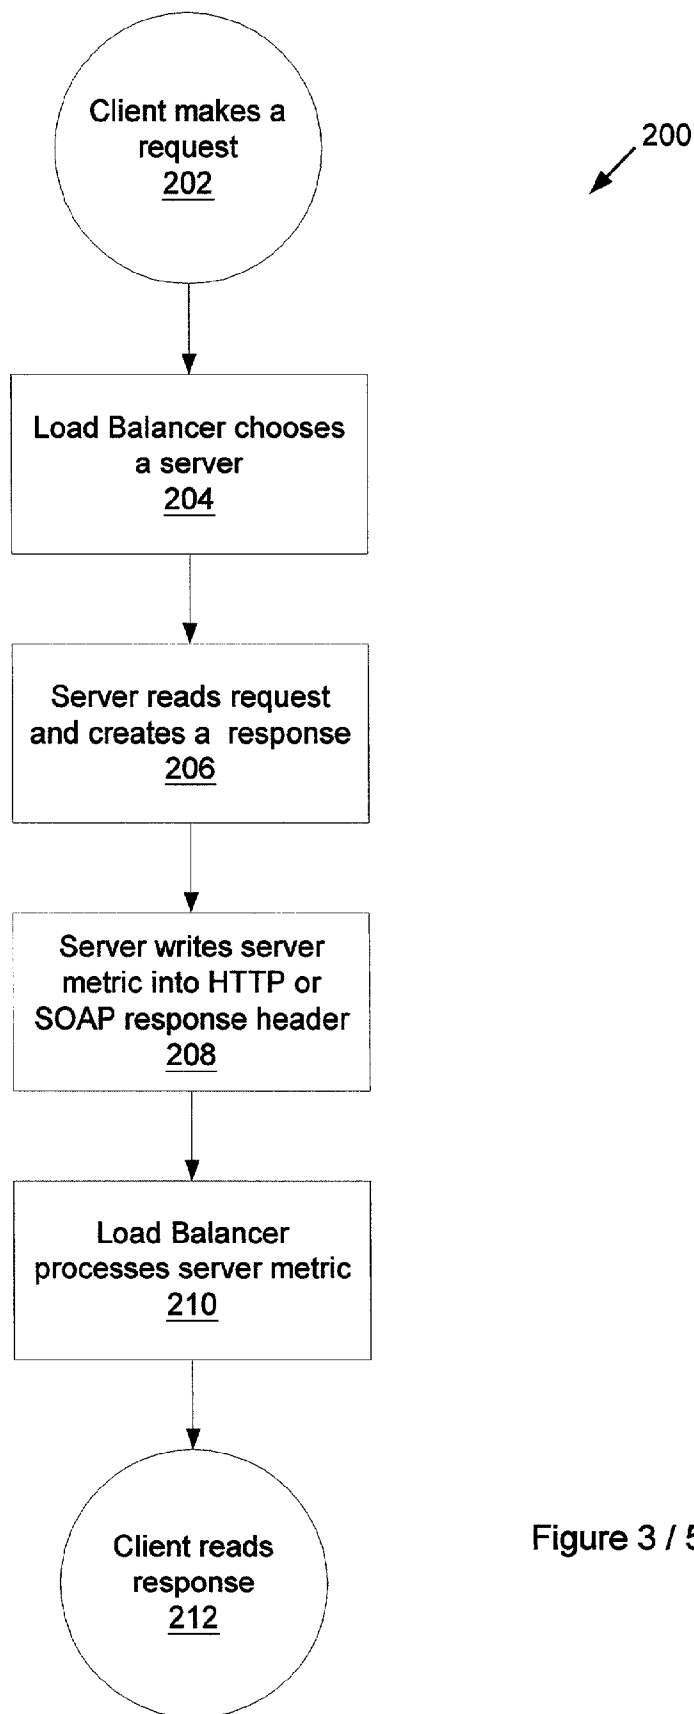 Client makes a
request
202
200
Load Balancer chooses
a server
204
Server reads request
and creates a response
206
Server writes server
metric into HTTP or
SOAP response header
208
Load Balancer
processes server metric
210
Client reads
response
212
Figure 3 / 5